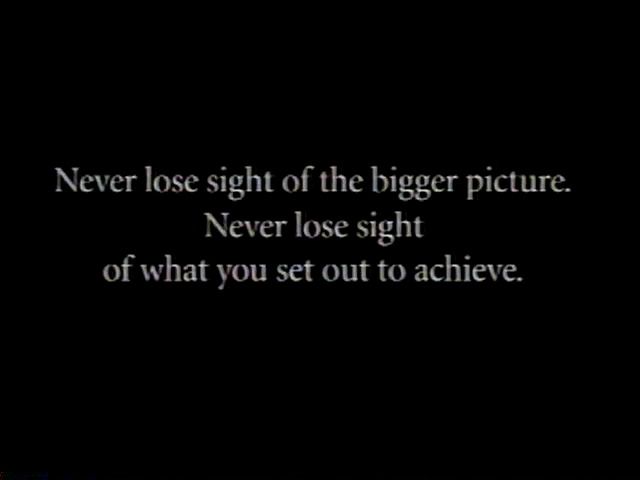 Never lose sight of the bigger picture.
Never lose sight
of what you set out to achieve.